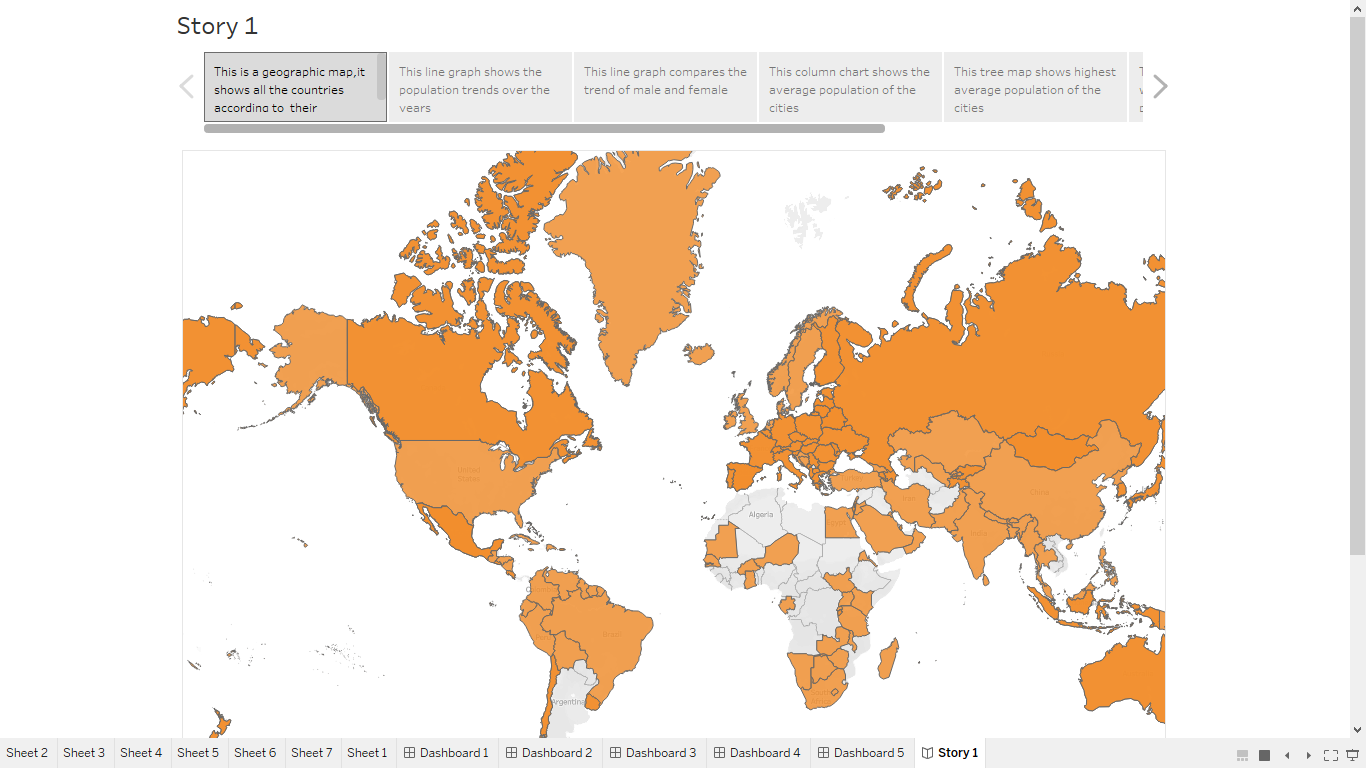 Story 1
This is a geographic map,it
shows all the countries
according to their
This line graph shows the
population trends over the
years
This line graph compares the
trend of male and female
This column chart shows the
average population of the
cities
This tree map shows highest
average population of the
cities
United
States
Algeria
Turkey
Iran
China
Egypt
India
Brazil
Argentina
Sheet 2 Sheet 3 Sheet 4 Sheet 5 Sheet 6 Sheet 7 Sheet 1 Dashboard 1 Dashboard 2 Dashboard 3 Dashboard 4 Dashboard 5 Story 1